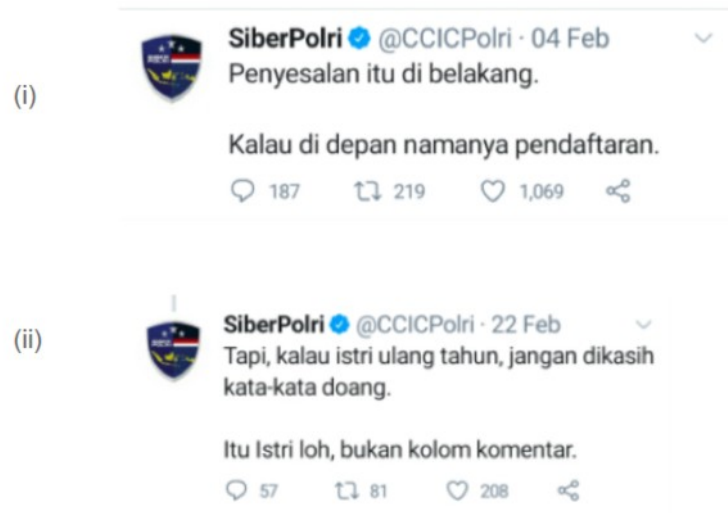 SiberPolri @CCICPolri · 04 Feb
(i)
Penyesalan itu di belakang.
Kalau di depan namanya pendaftaran.
187 219 1,069
SiberPolri @CCICPolri · 22 Feb
(ii)
Tapi, kalau istri ulang tahun, jangan dikasih
kata-kata doang.
Itu Istri loh, bukan kolom komentar.
57 81 208